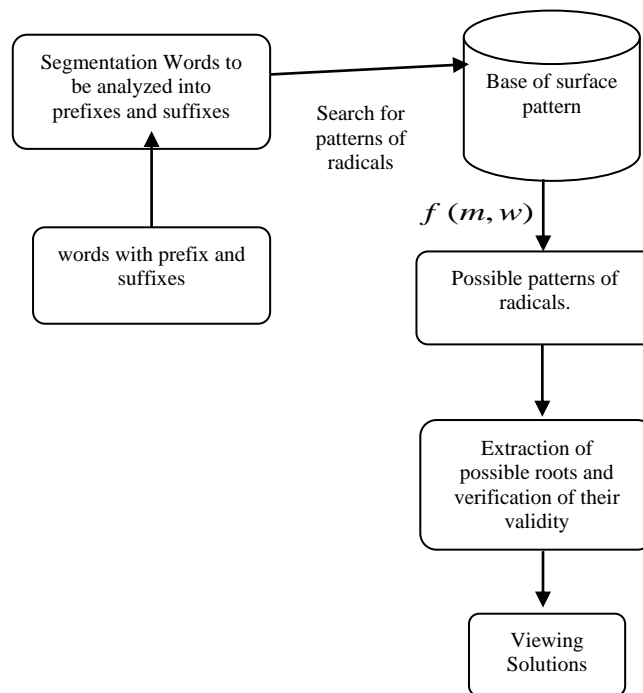 Segmentation Words to
be analyzed into
prefixes and suffixes
Base of surface
pattern
Search for
patterns of
radicals
f (m, w)
words with prefix and
suffixes
Possible patterns of
radicals.
Extraction of
possible roots and
verification of their
validity
Viewing
Solutions